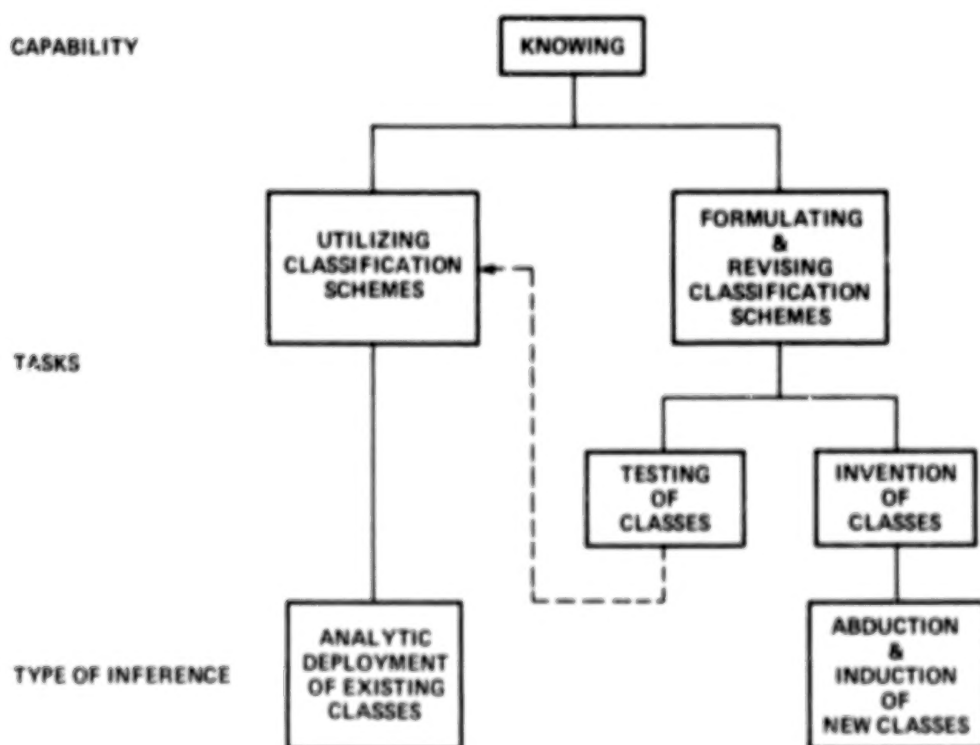 CAPABILITY
KNOWING
UTILIZING
CLASSIFICATION
SCHEMES
FORMULATING
&
REVISING
CLASSIFICATION
SCHEMES
TASKS
TESTING
OF
CLASSES
INVENTION
OF
CLASSES
TYPE OF INFERENCE
ANALYTIC
DEPLOYMENT
OF EXISTING
CLASSES
ABDUCTION
&
INDUCTION
OF
NEW CLASSES